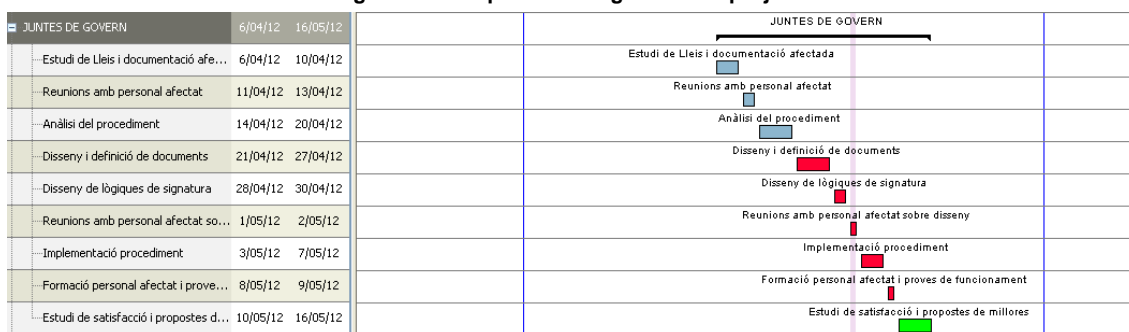 JUNTES DE GOVERN 6/04/12 16/05/12 JUNTES DE GOVERN
Estudi de Lleis i documentació afe... 6/04/12 10/04/12 Estudi de Lleis i documentació afectada
Reunions amb personal afectat 11/04/12 13/04/12 Reunions amb personal afectat
Anàlisi del procediment 14/04/12 20/04/12 Anàlisi del procediment
Disseny i definició de documents 21/04/12 27/04/12 Disseny i definició de documents
Disseny de lògiques de signatura 28/04/12 30/04/12 Disseny de lògiques de signatura
Reunions amb personal afectat so... 1/05/12 2/05/12 Reunions amb personal afectat sobre disseny
Implementació procediment 3/05/12 7/05/12 Implementació procediment
Formació personal afectat i prove... 8/05/12 9/05/12 Formació personal afectat i proves de funcionament
Estudi de satisfacció i propostes d... 10/05/12 16/05/12 Estudi de satisfacció i propostes de millores